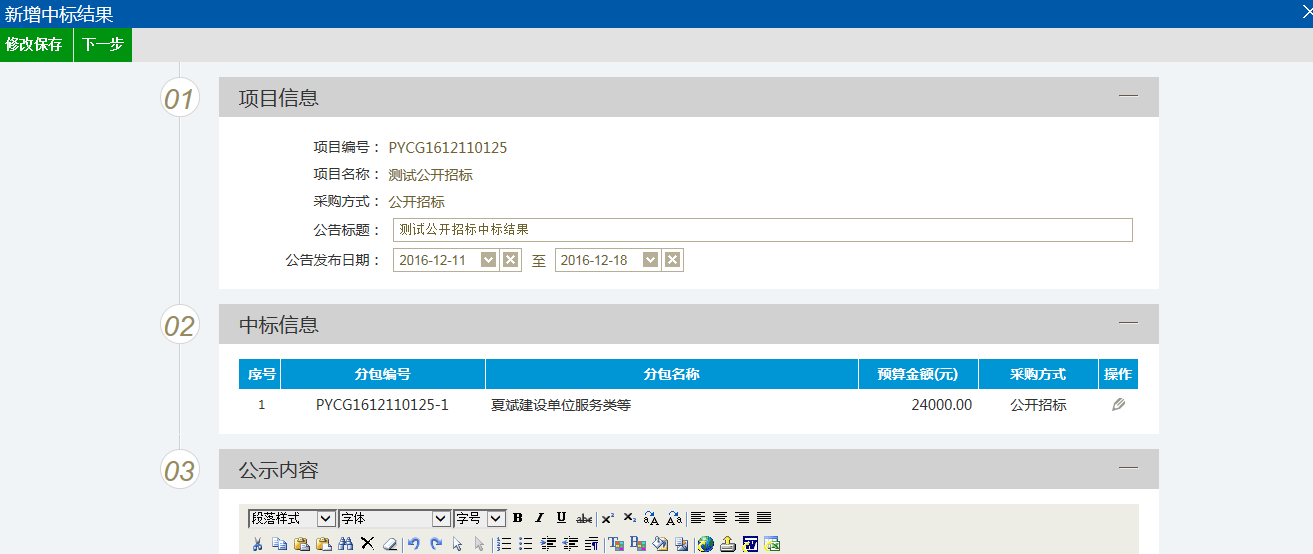 新增中标结果
修改保存 下一步
01 项目信息
项目编号： PYCG1612110125
项目名称： 测试公开招标
采购方式： 公开招标
公告标题： 测试公开招标中标结果
公告发布日期： 2016-12-11 至 2016-12-18
02 中标信息
序号 分包编号 分包名称 预算金额(元) 采购方式 操作
1 PYCG1612110125-1 夏斌建设单位服务类等 24000.00 公开招标
03 公示内容
段落样式 字体 字号 B I U abc x² x₂ aA Aa